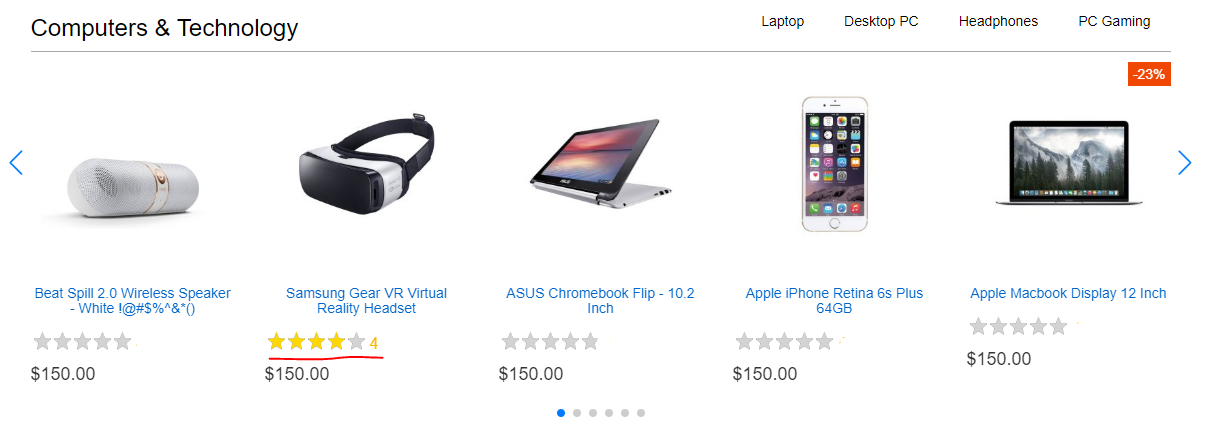 Computers & Technology
Laptop Desktop PC Headphones PC Gaming
-23%
ASUS
Beat Spill 2.0 Wireless Speaker
- White !@#$%^&*()
Samsung Gear VR Virtual
Reality Headset
ASUS Chromebook Flip - 10.2
Inch
Apple iPhone Retina 6s Plus
64GB
Apple Macbook Display 12 Inch
4
$150.00
$150.00
$150.00
$150.00
$150.00